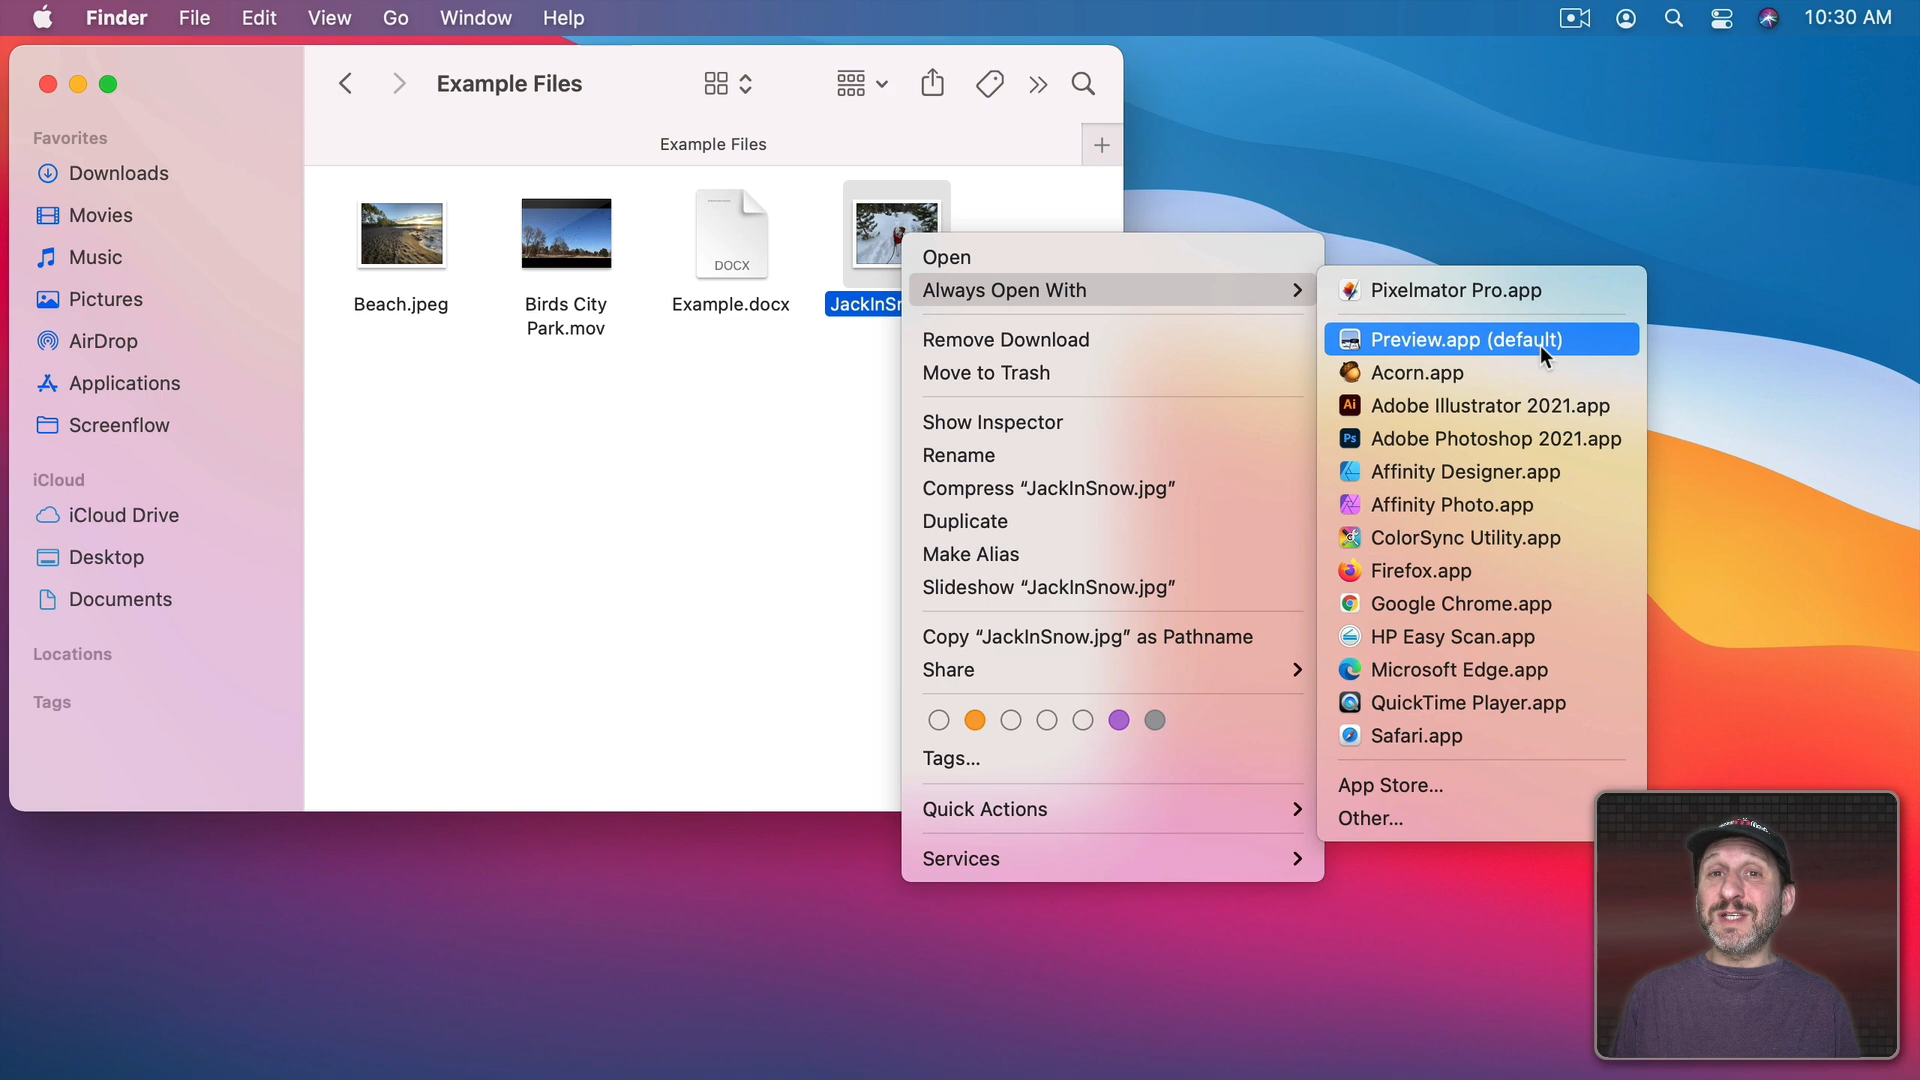 Finder File Edit View Go Window Help 10:30 AM
Example Files
Example Files
Favorites
Downloads
Movies
Music
Pictures
AirDrop
Applications
Screenflow
iCloud
iCloud Drive
Desktop
Documents
Locations
Tags
Beach.jpeg
Birds City
Park.mov
DOCX
Example.docx
Open
Always Open With
Remove Download
Move to Trash
Show Inspector
Rename
Compress “JackInSnow.jpg”
Duplicate
Make Alias
Slideshow “JackInSnow.jpg”
Copy “JackInSnow.jpg” as Pathname
Share
Tags...
Quick Actions
Services
Pixelmator Pro.app
Preview.app (default)
Acorn.app
Ai Adobe Illustrator 2021.app
Ps Adobe Photoshop 2021.app
Affinity Designer.app
Affinity Photo.app
ColorSync Utility.app
Firefox.app
Google Chrome.app
HP Easy Scan.app
Microsoft Edge.app
QuickTime Player.app
Safari.app
App Store...
Other...